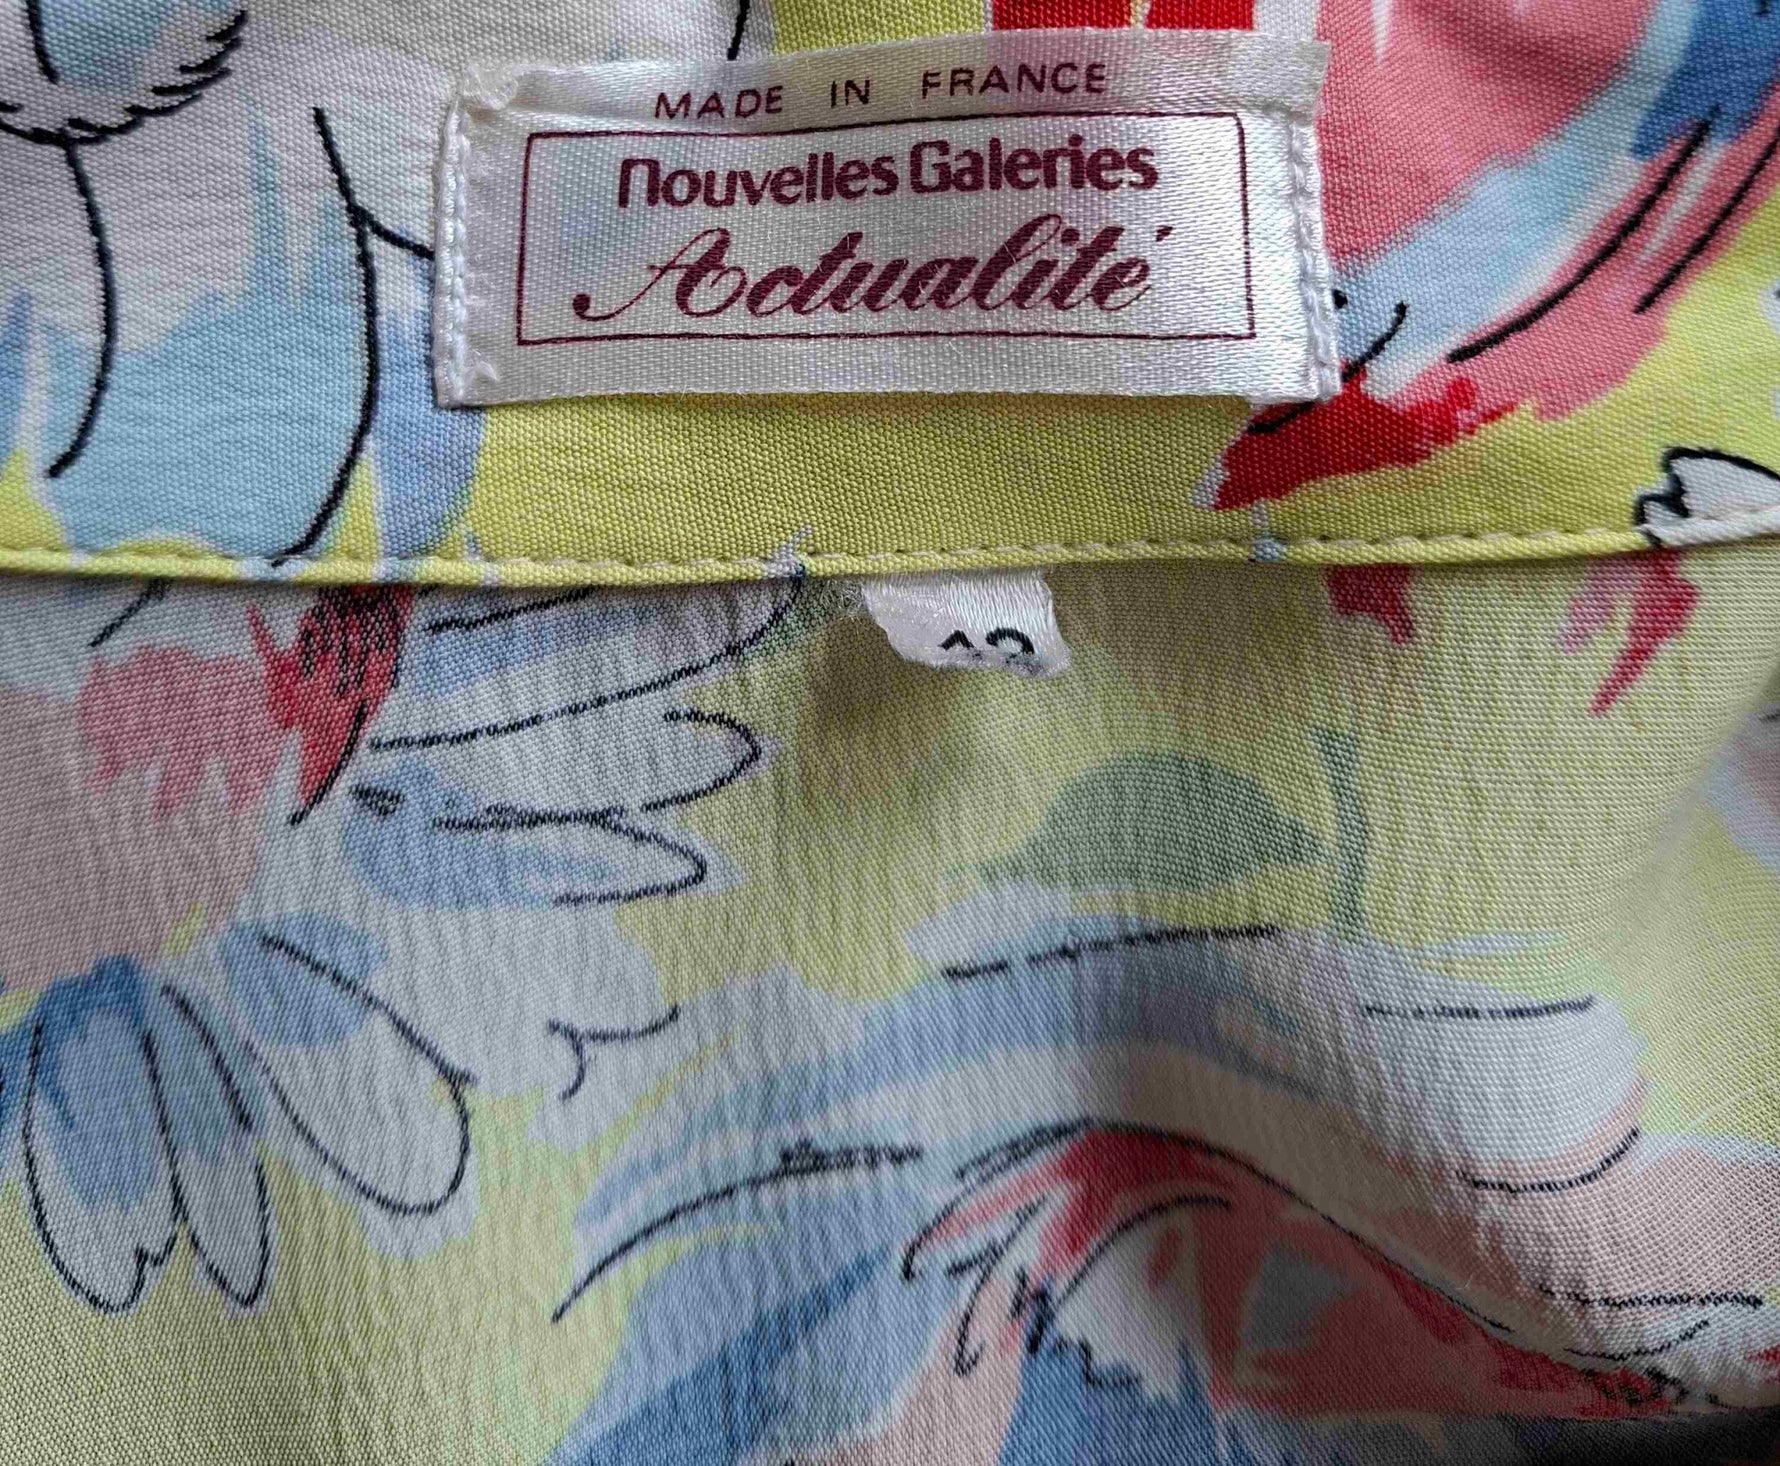 MADE IN FRANCE
Nouvelles Galeries
Actualité